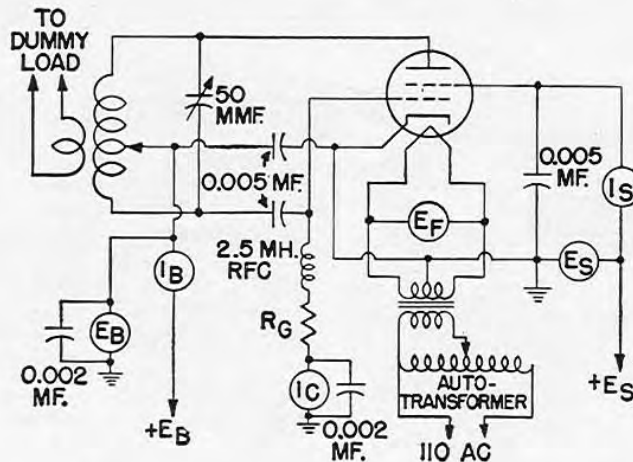 TO
DUMMY
LOAD
50
MMF.
0.005 MF.
2.5 MH.
RFC
0.005
MF.
IS
EF
ES
IB
EB
RG
IC
0.002
MF.
+EB
0.002
MF.
AUTO-
TRANSFORMER
110 AC
+ES